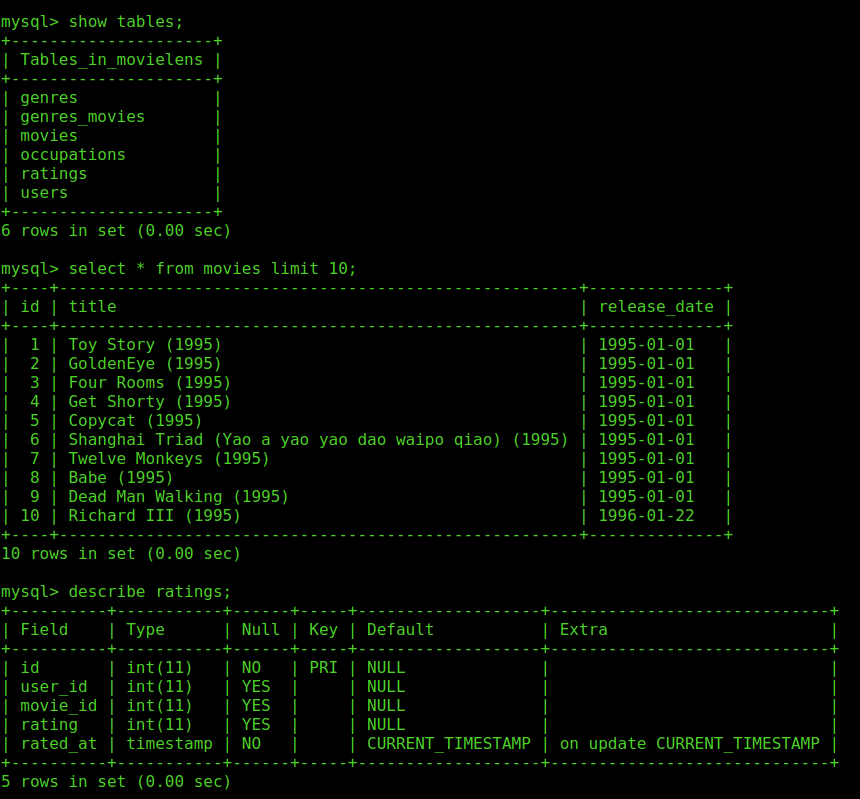 mysql> show tables;
+---------------------+
| Tables_in_movielens |
+---------------------+
| genres              |
| genres_movies       |
| movies              |
| occupations         |
| ratings             |
| users               |
+---------------------+
6 rows in set (0.00 sec)

mysql> select * from movies limit 10;
+----+------------------------------------------------------+--------------+
| id | title                                                | release_date |
+----+------------------------------------------------------+--------------+
|  1 | Toy Story (1995)                                     | 1995-01-01   |
|  2 | GoldenEye (1995)                                     | 1995-01-01   |
|  3 | Four Rooms (1995)                                    | 1995-01-01   |
|  4 | Get Shorty (1995)                                    | 1995-01-01   |
|  5 | Copycat (1995)                                       | 1995-01-01   |
|  6 | Shanghai Triad (Yao a yao yao dao waipo qiao) (1995) | 1995-01-01   |
|  7 | Twelve Monkeys (1995)                                | 1995-01-01   |
|  8 | Babe (1995)                                          | 1995-01-01   |
|  9 | Dead Man Walking (1995)                              | 1995-01-01   |
| 10 | Richard III (1995)                                   | 1996-01-22   |
+----+------------------------------------------------------+--------------+
10 rows in set (0.00 sec)

mysql> describe ratings;
+----------+-----------+------+-----+-------------------+-----------------------------+
| Field    | Type      | Null | Key | Default           | Extra                       |
+----------+-----------+------+-----+-------------------+-----------------------------+
| id       | int(11)   | NO   | PRI | NULL              |                             |
| user_id  | int(11)   | YES  |     | NULL              |                             |
| movie_id | int(11)   | YES  |     | NULL              |                             |
| rating   | int(11)   | YES  |     | NULL              |                             |
| rated_at | timestamp | NO   |     | CURRENT_TIMESTAMP | on update CURRENT_TIMESTAMP |
+----------+-----------+------+-----+-------------------+-----------------------------+
5 rows in set (0.00 sec)